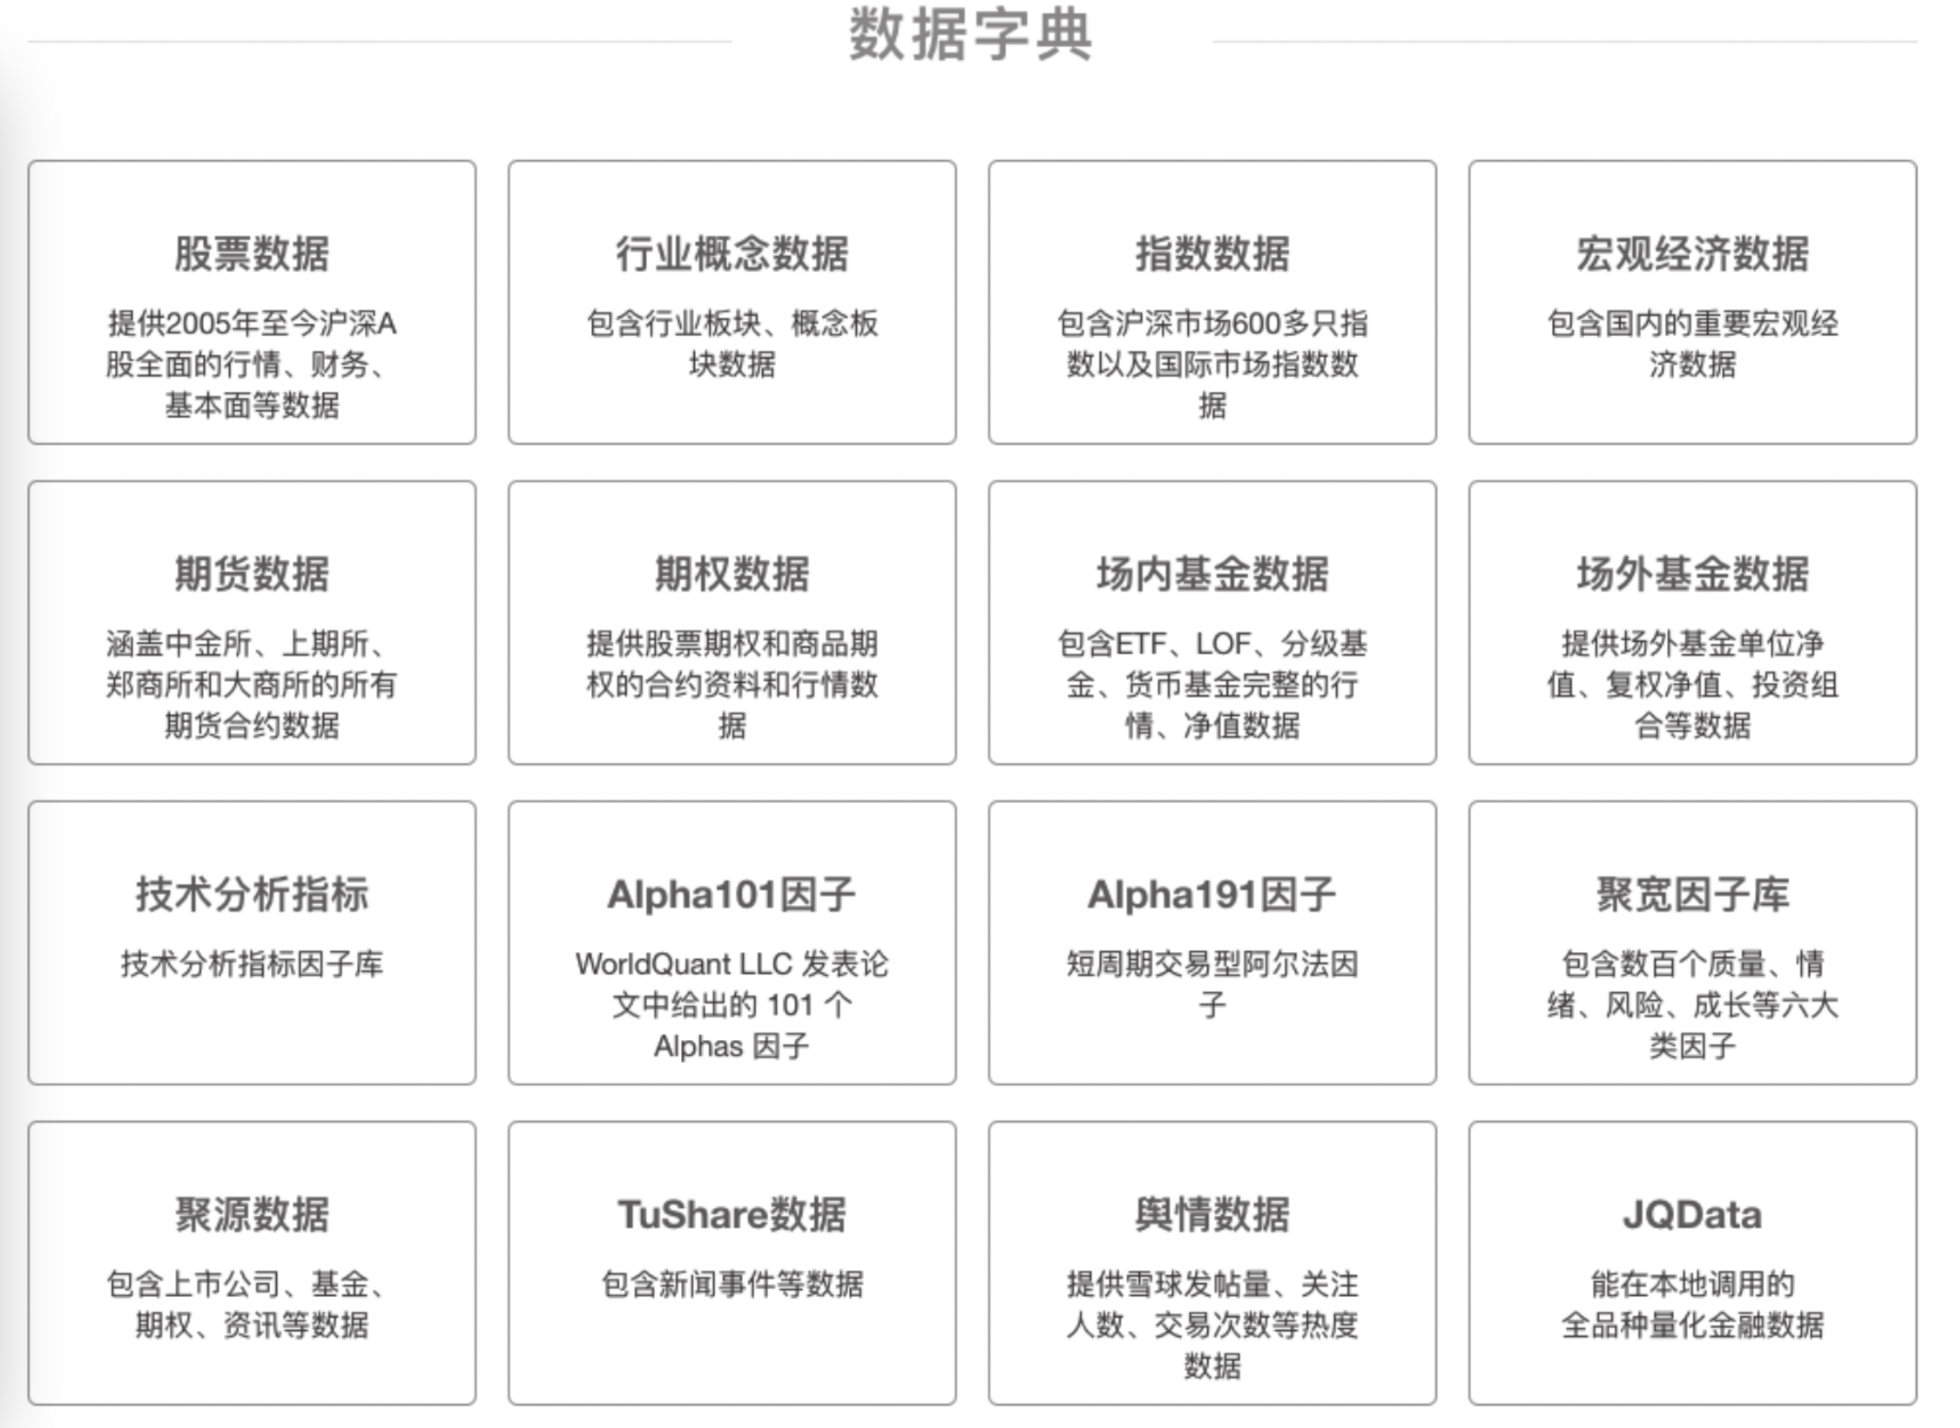 数据字典
股票数据
提供2005年至今沪深A
股全面的行情、财务、
基本面等数据
行业概念数据
包含行业板块、概念板
块数据
指数数据
包含沪深市场600多只指
数以及国际市场指数数
据
宏观经济数据
包含国内的重要宏观经
济数据
期货数据
涵盖中金所、上期所、
郑商所和大商所的所有
期货合约数据
期权数据
提供股票期权和商品期
权的合约资料和行情数
据
场内基金数据
包含ETF、LOF、分级基
金、货币基金完整的行
情、净值数据
场外基金数据
提供场外基金单位净
值、复权净值、投资组
合等数据
技术分析指标
技术分析指标因子库
Alpha101因子
WorldQuant LLC 发表论
文中给出的 101 个
Alphas 因子
Alpha191因子
短周期交易型阿尔法因
子
聚宽因子库
包含数百个质量、情
绪、风险、成长等六大
类因子
聚源数据
包含上市公司、基金、
期权、资讯等数据
TuShare数据
包含新闻事件等数据
舆情数据
提供雪球发帖量、关注
人数、交易次数等热度
数据
JQData
能在本地调用的
全品种量化金融数据